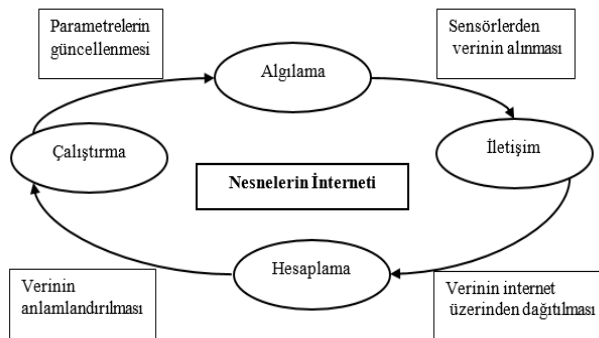 Parametrelerin
güncellenmesi
Algılama
Sensörlerden
verinin alınması
Çalıştırma
İletişim
Nesnelerin İnterneti
Hesaplama
Verinin
anlamlandırılması
Verinin internet
üzerinden dağıtılması